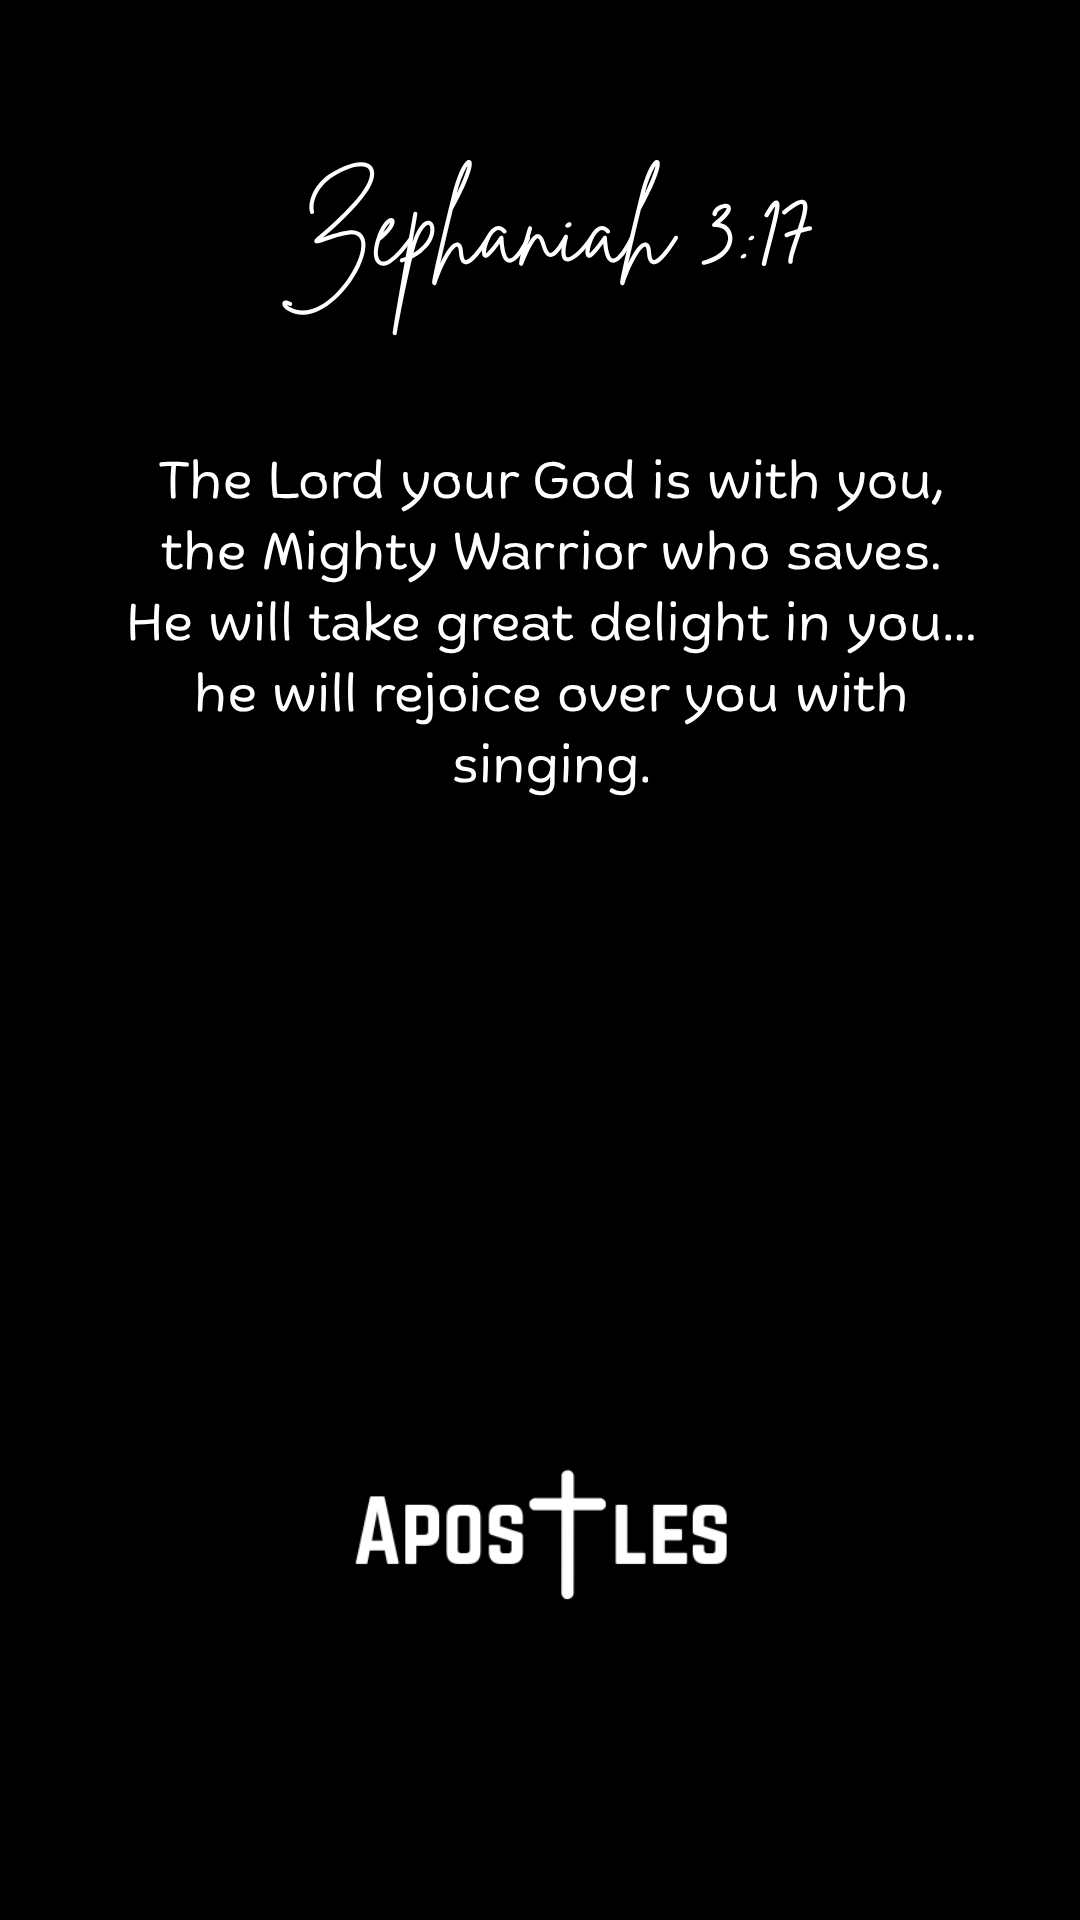 Zephaniah 3:17
The Lord your God is with you,
the Mighty Warrior who saves.
He will take great delight in you...
he will rejoice over you with
singing.
APOSTLES